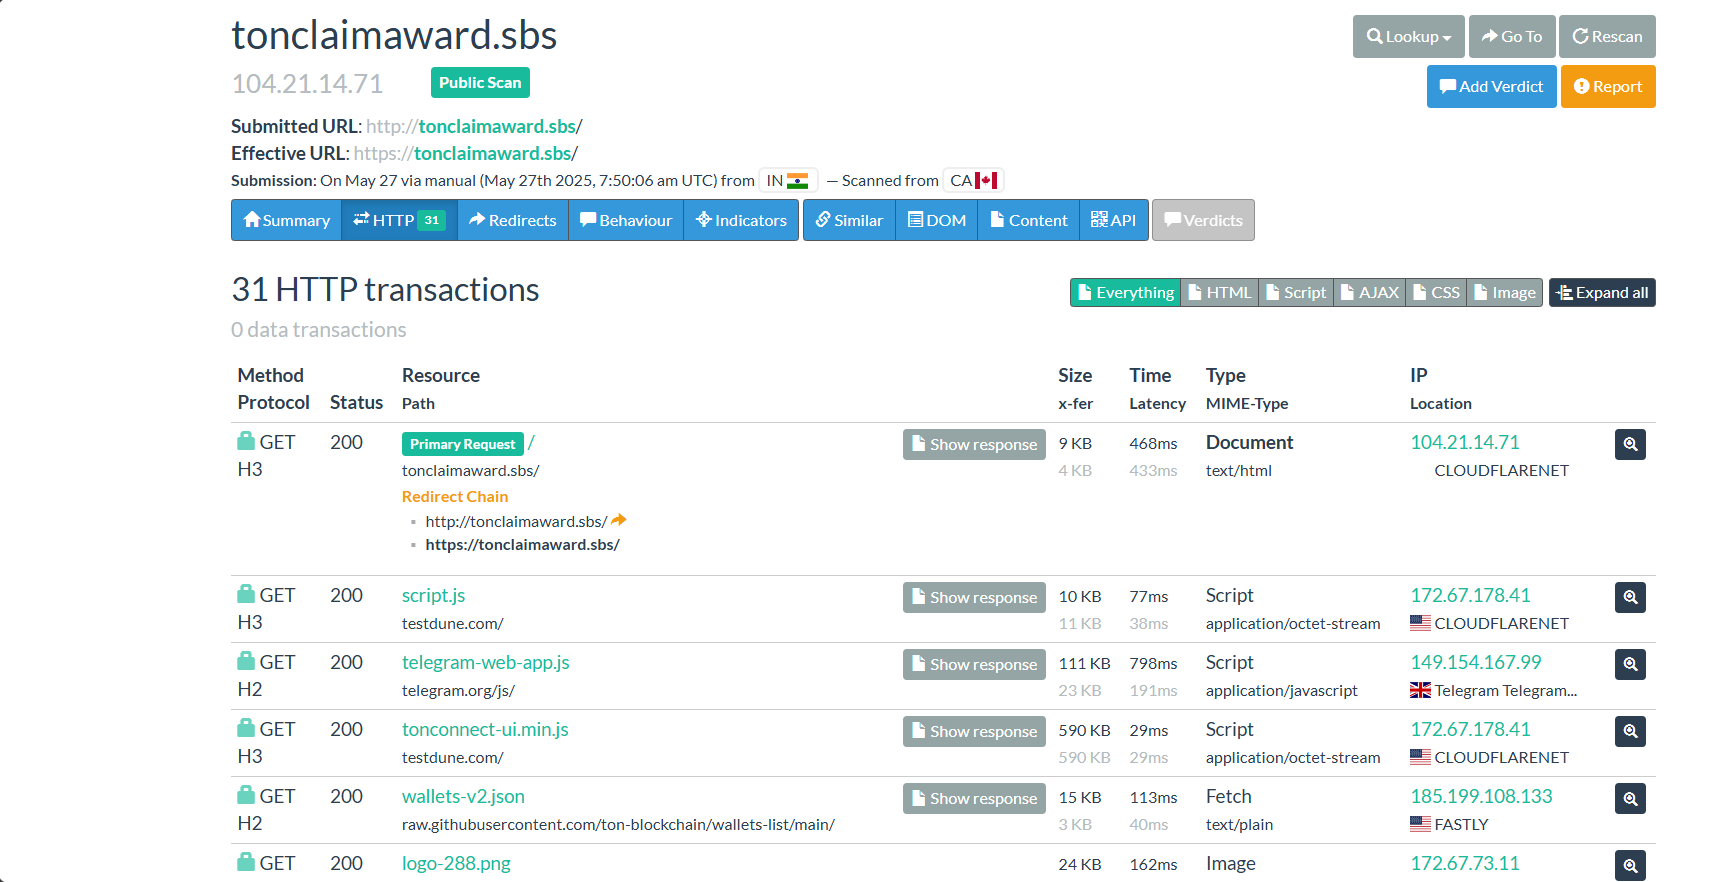 tonclaimaward.sbs
Lookup
Go To
Rescan
104.21.14.71
Public Scan
Add Verdict
Report
Submitted URL: http://tonclaimaward.sbs/
Effective URL: https://tonclaimaward.sbs/
Submission: On May 27 via manual (May 27th 2025, 7:50:06 am UTC) from IN — Scanned from CA
Summary
HTTP 31
Redirects
Behaviour
Indicators
Similar
DOM
Content
API
Verdicts
31 HTTP transactions
Everything
HTML
Script
AJAX
CSS
Image
Expand all
0 data transactions
Method
Protocol
Status
Resource
Path
Size
x-fer
Time
Latency
Type
MIME-Type
IP
Location
GET
H3
200
Primary Request /
tonclaimaward.sbs/
Redirect Chain
http://tonclaimaward.sbs/
https://tonclaimaward.sbs/
Show response
9 KB
4 KB
468ms
433ms
Document
text/html
104.21.14.71
CLOUDFLARENET
GET
H3
200
script.js
testdune.com/
Show response
10 KB
11 KB
77ms
38ms
Script
application/octet-stream
172.67.178.41
CLOUDFLARENET
GET
H2
200
telegram-web-app.js
telegram.org/js/
Show response
111 KB
23 KB
798ms
191ms
Script
application/javascript
149.154.167.99
Telegram Telegram...
GET
H3
200
tonconnect-ui.min.js
testdune.com/
Show response
590 KB
590 KB
29ms
29ms
Script
application/octet-stream
172.67.178.41
CLOUDFLARENET
GET
H2
200
wallets-v2.json
raw.githubusercontent.com/ton-blockchain/wallets-list/main/
Show response
15 KB
3 KB
113ms
40ms
Fetch
text/plain
185.199.108.133
FASTLY
GET
200
logo-288.png
24 KB
162ms
Image
172.67.73.11